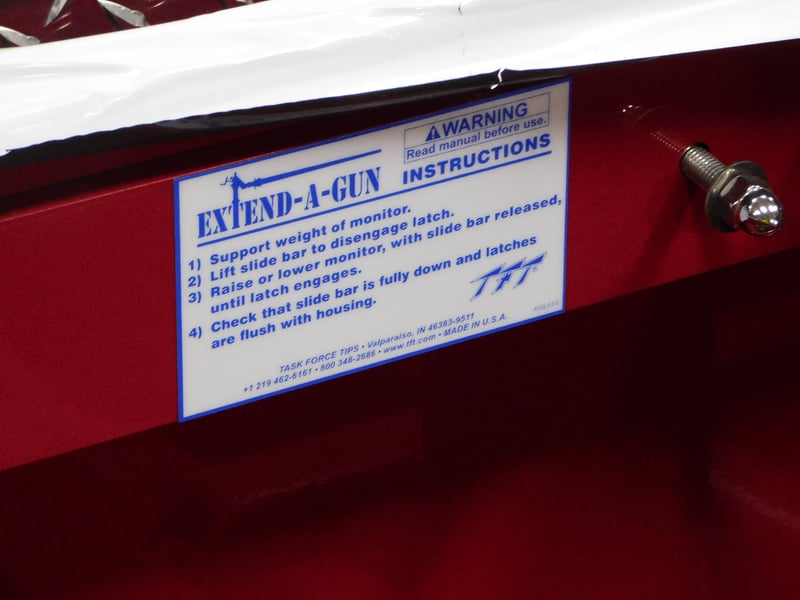 EXTEND-A-GUN
WARNING
Read manual before use.
INSTRUCTIONS
1) Support weight of monitor.
2) Lift slide bar to disengage latch.
3) Raise or lower monitor, with slide bar released,
until latch engages.
4) Check that slide bar is fully down and latches
are flush with housing.
TFT®
TASK FORCE TIPS • Valparaiso, IN 46383-9511
+1 219 462-6161 • 800 348-2686 • www.tft.com • MADE IN U.S.A.